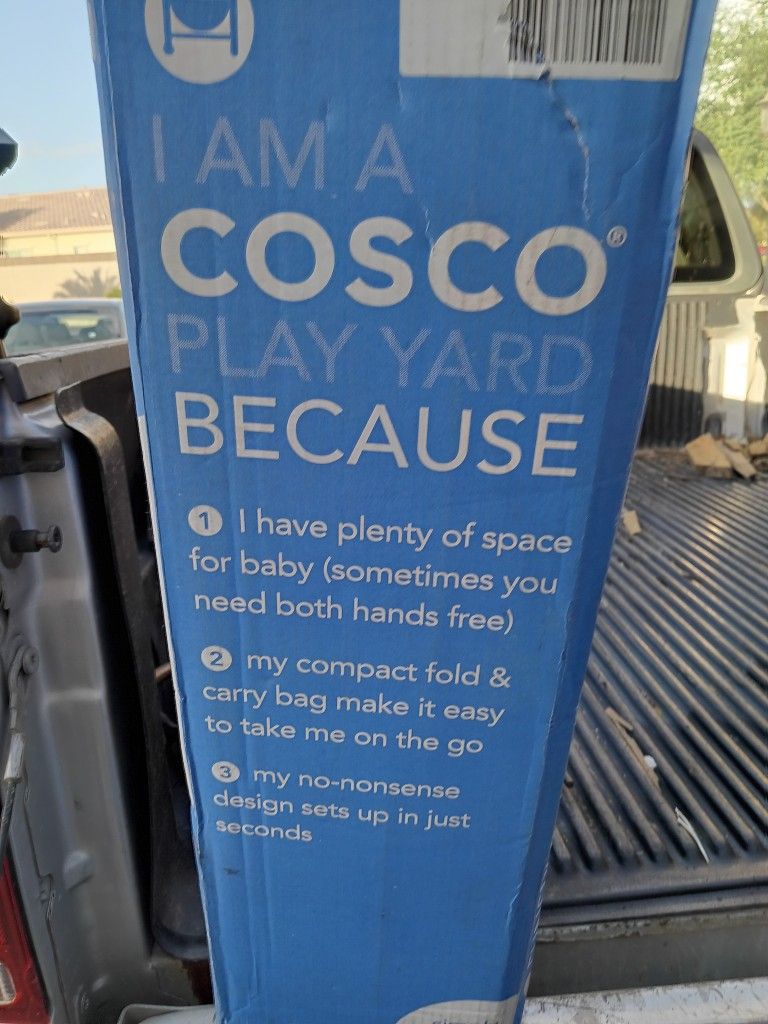 I AM A
COSCO®
PLAY YARD
BECAUSE
1 I have plenty of space
for baby (sometimes you
need both hands free)
2 my compact fold &
carry bag make it easy
to take me on the go
3 my no-nonsense
design sets up in just
seconds